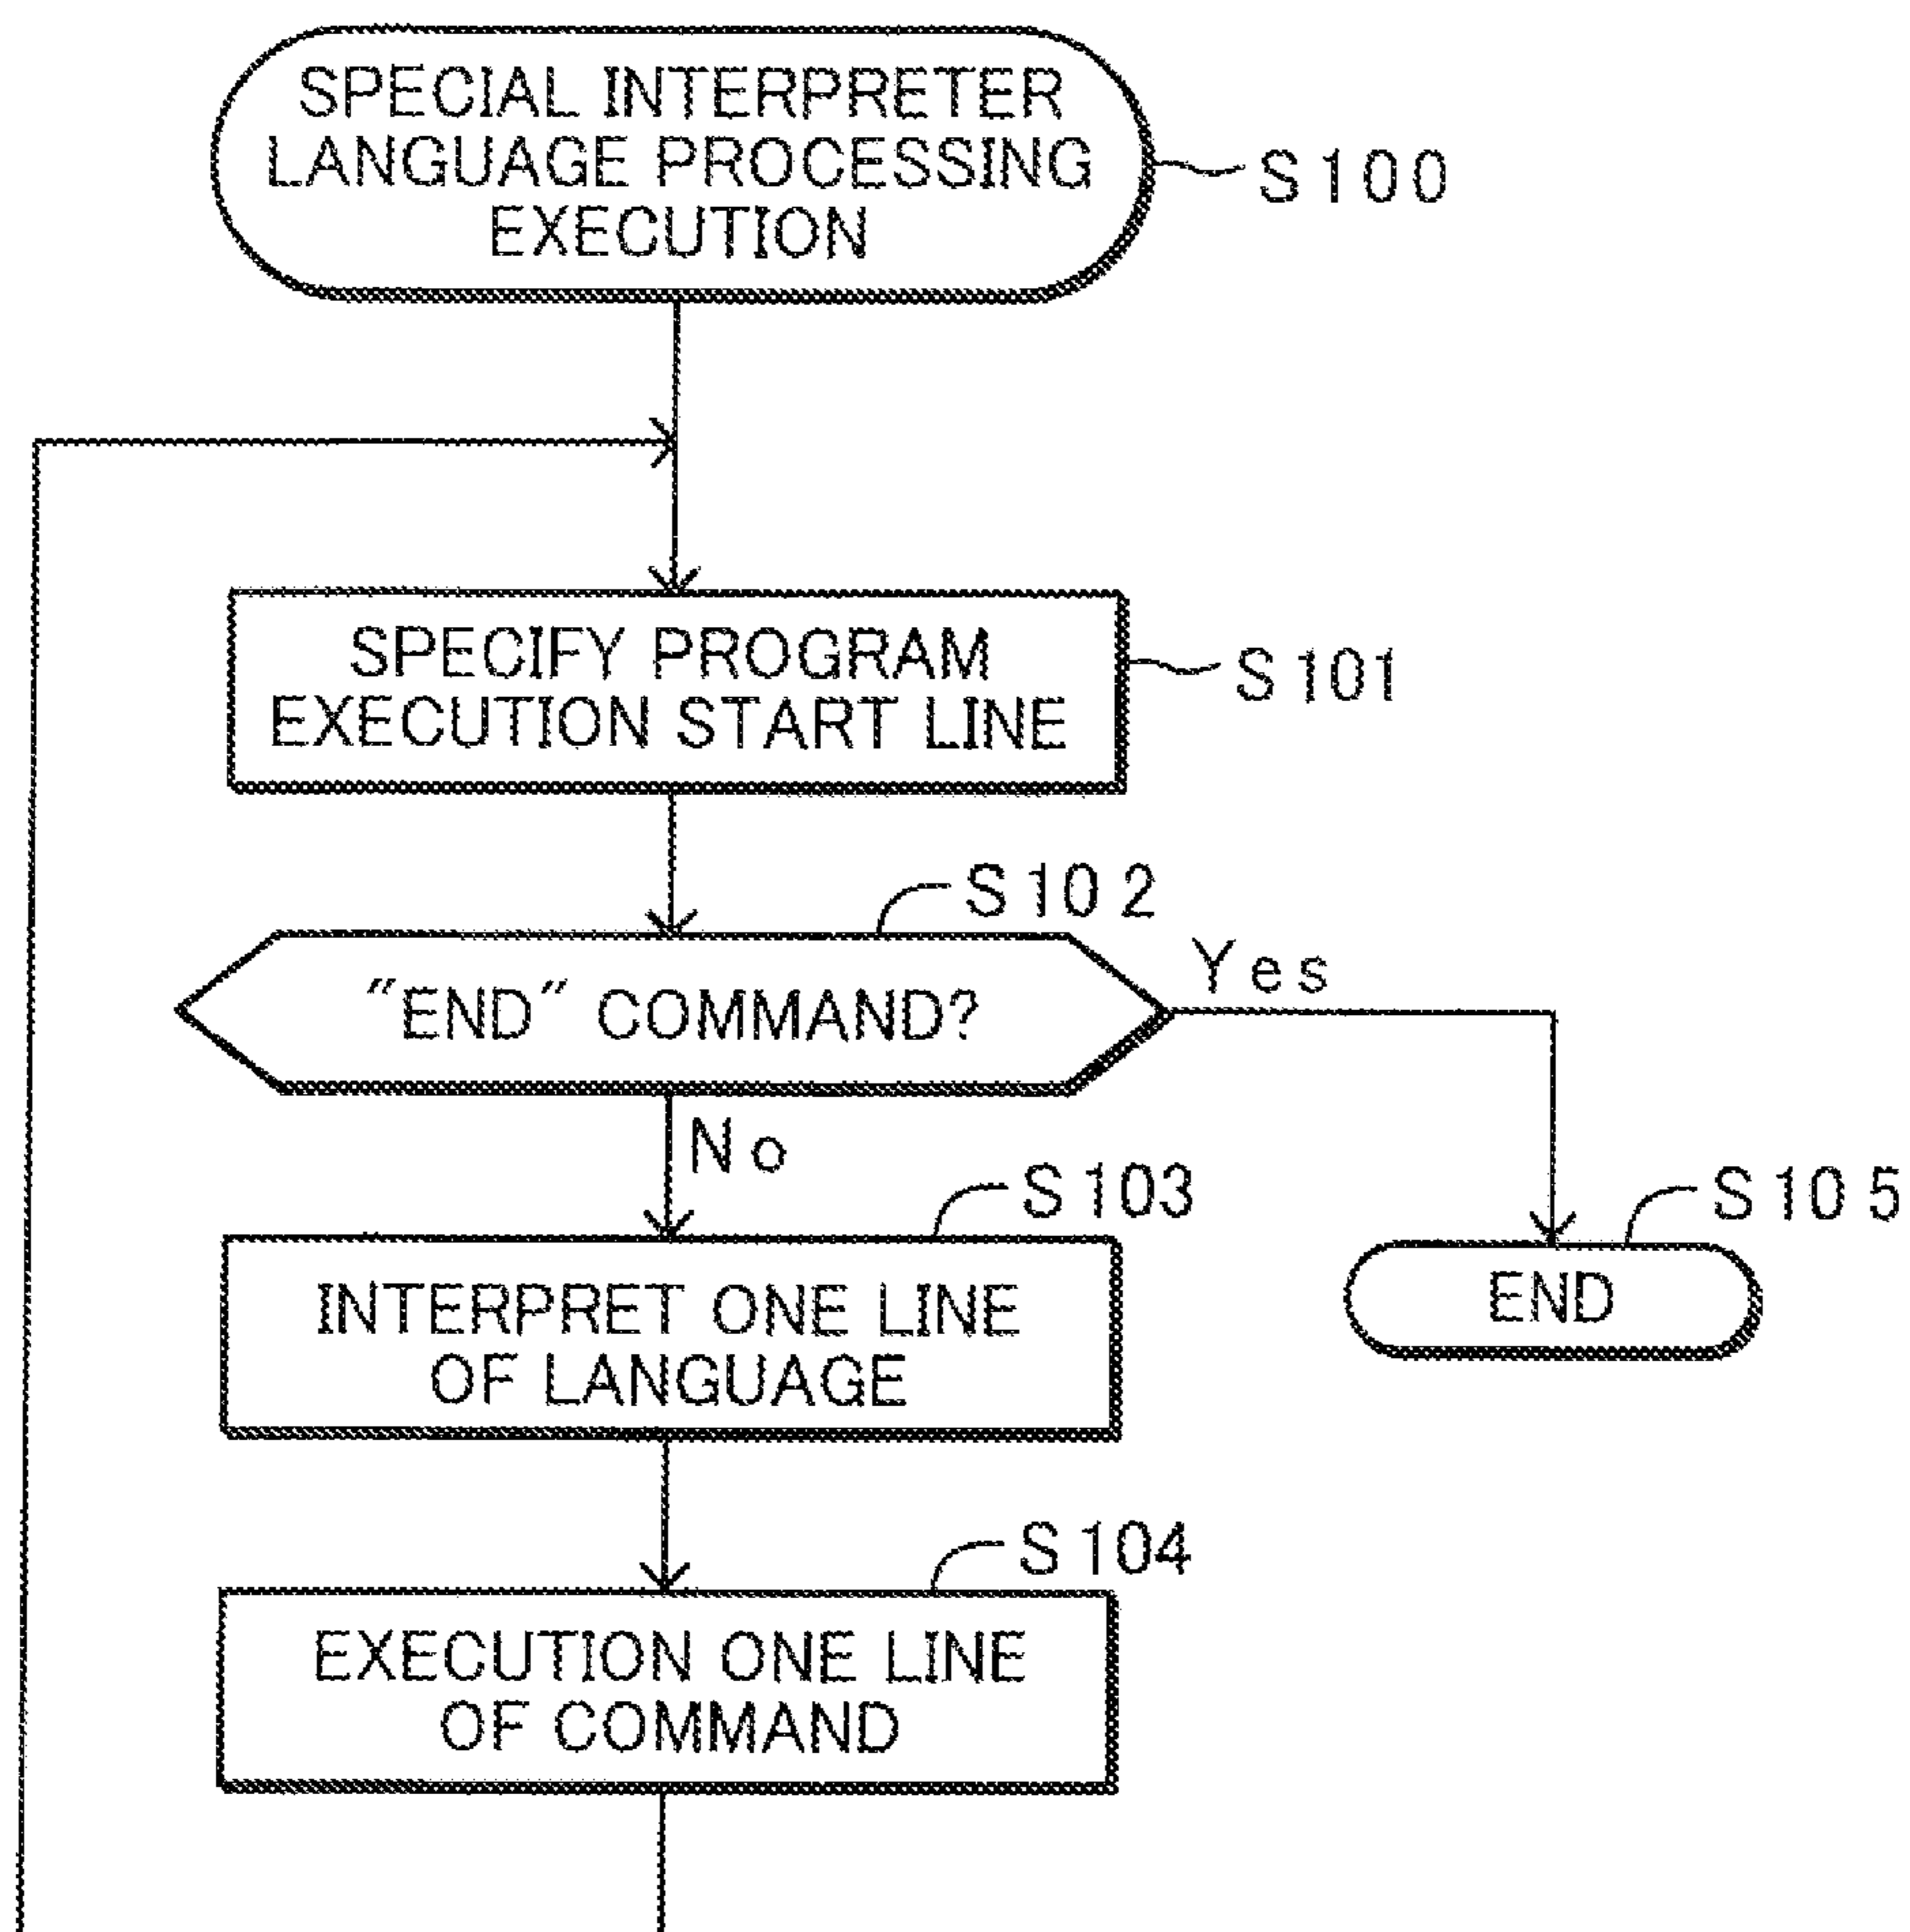 SPECIAL INTERPRETER
LANGUAGE PROCESSING
EXECUTION
S100
SPECIFY PROGRAM
EXECUTION START LINE
S101
S102
"END" COMMAND?
Yes
No
S103
INTERPRET ONE LINE
OF LANGUAGE
S105
END
S104
EXECUTION ONE LINE
OF COMMAND